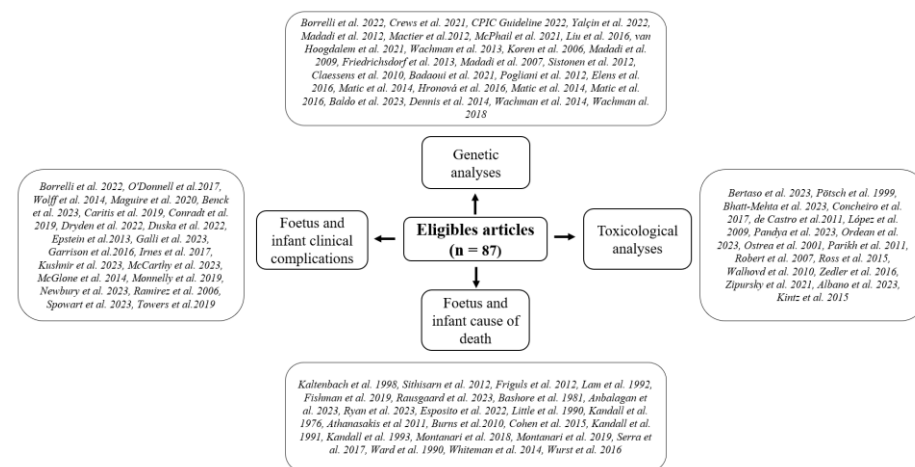 Borrelli et al. 2022, Crews et al. 2021, CPIC Guideline 2022, Yalçin et al. 2022,
Madadi et al. 2012, Mactier et al.2012, McPhail et al. 2021, Liu et al. 2016, van
Hoogdalem et al. 2021, Wachman et al. 2013, Koren et al. 2006, Madadi et al.
2009, Friedrichsdorf et al. 2013, Madadi et al. 2007, Sistonen et al. 2012,
Claessens et al. 2010, Badaoui et al. 2021, Pogliani et al. 2012, Elens et al.
2016, Matic et al. 2014, Hronová et al. 2016, Matic et al. 2014, Matic et al.
2016, Baldo et al. 2023, Dennis et al. 2014, Wachman et al. 2014, Wachman al.
2018
Genetic
analyses
Borrelli et al. 2022, O'Donnell et al.2017,
Wolff et al. 2014, Maguire et al. 2020, Benck
et al. 2023, Caritis et al. 2019, Conradt et al.
2019, Dryden et al. 2022, Duska et al. 2022,
Epstein et al.2013, Galli et al. 2023,
Garrison et al.2016, Irnes et al. 2017,
Kushnir et al. 2023, McCarthy et al. 2023,
McGlone et al. 2014, Monnelly et al. 2019,
Newbury et al. 2023, Ramirez et al. 2006,
Spowart et al. 2023, Towers et al.2019
Foetus and
infant clinical
complications
Eligibles articles
(n = 87)
Toxicological
analyses
Bertaso et al. 2023, Pötsch et al. 1999,
Bhatt-Mehta et al. 2023, Concheiro et al.
2017, de Castro et al.2011, López et al.
2009, Pandya et al. 2023, Ordean et al.
2023, Ostrea et al. 2001, Parikh et al. 2011,
Robert et al. 2007, Ross et al. 2015,
Walhovd et al. 2010, Zedler et al. 2016,
Zipursky et al. 2021, Albano et al. 2023,
Kintz et al. 2015
Foetus and
infant cause of
death
Kaltenbach et al. 1998, Sithisarn et al. 2012, Friguls et al. 2012, Lam et al. 1992,
Fishman et al. 2019, Rausgaard et al. 2023, Bashore et al. 1981, Anbalagan et
al. 2023, Ryan et al. 2023, Esposito et al. 2022, Little et al. 1990, Kandall et al.
1976, Athanasakis et al 2011, Burns et al.2010, Cohen et al. 2015, Kandall et al.
1991, Kandall et al. 1993, Montanari et al. 2018, Montanari et al. 2019, Serra et
al. 2017, Ward et al. 1990, Whiteman et al. 2014, Wurst et al. 2016